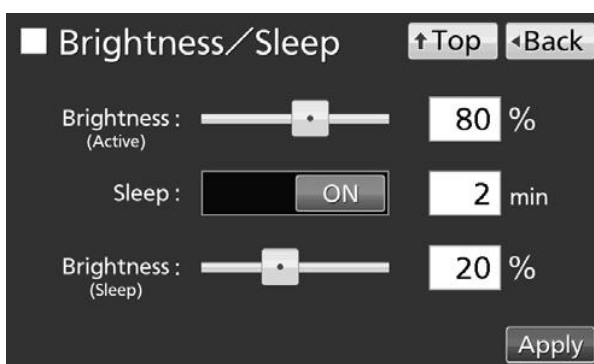 Brightness／Sleep
↑Top
◂Back
Brightness : 80 %
(Active)
Sleep : ON 2 min
Brightness : 20 %
(Sleep)
Apply